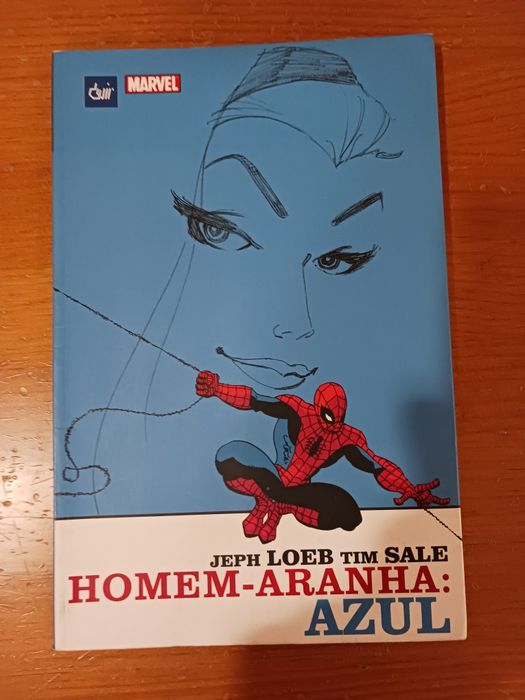 MARVEL
JEPH LOEB TIM SALE
HOMEM-ARANHA:
AZUL